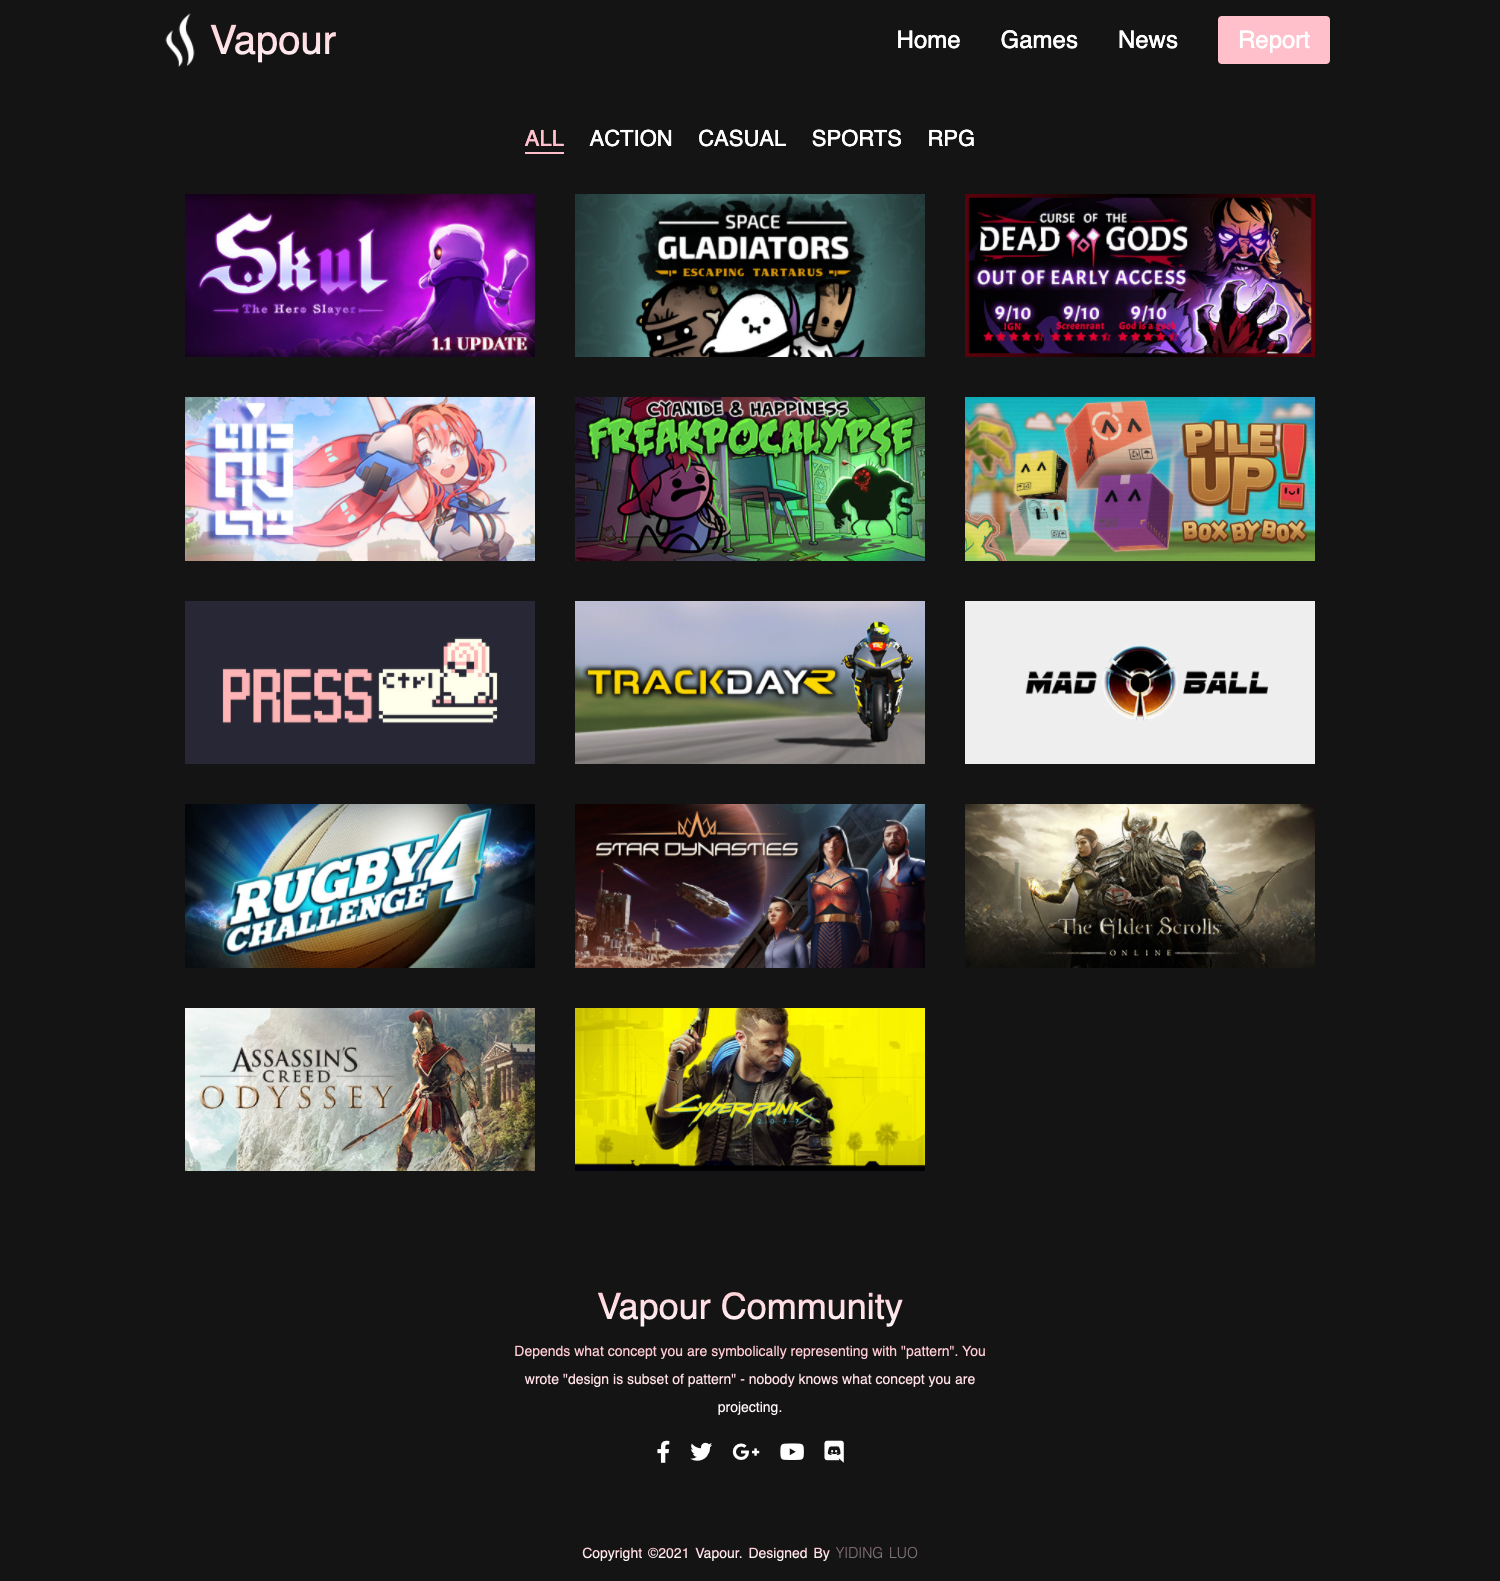 Vapour
Home Games News Report
ALL ACTION CASUAL SPORTS RPG
Skul
The Hero Slayer
1.1 UPDATE
SPACE
GLADIATORS
ESCAPING TARTARUS
CURSE OF THE
DEAD GODS
OUT OF EARLY ACCESS
9/10 9/10 9/10
IGN Screenrant God is a geek
CYANIDE & HAPPINESS
FREAKPOCALYPSE
PILE
UP!
BOX BY BOX
PRESS Ctrl
TRACKDAYR
MAD BALL
RUGBY
CHALLENGE 4
STAR DYNASTIES
The Elder Scrolls
ONLINE
ASSASSIN'S
CREED
ODYSSEY
Cyberpunk
2077
Vapour Community
Depends what concept you are symbolically representing with "pattern". You
wrote "design is subset of pattern" - nobody knows what concept you are
projecting.
Copyright ©2021 Vapour. Designed By YIDING LUO